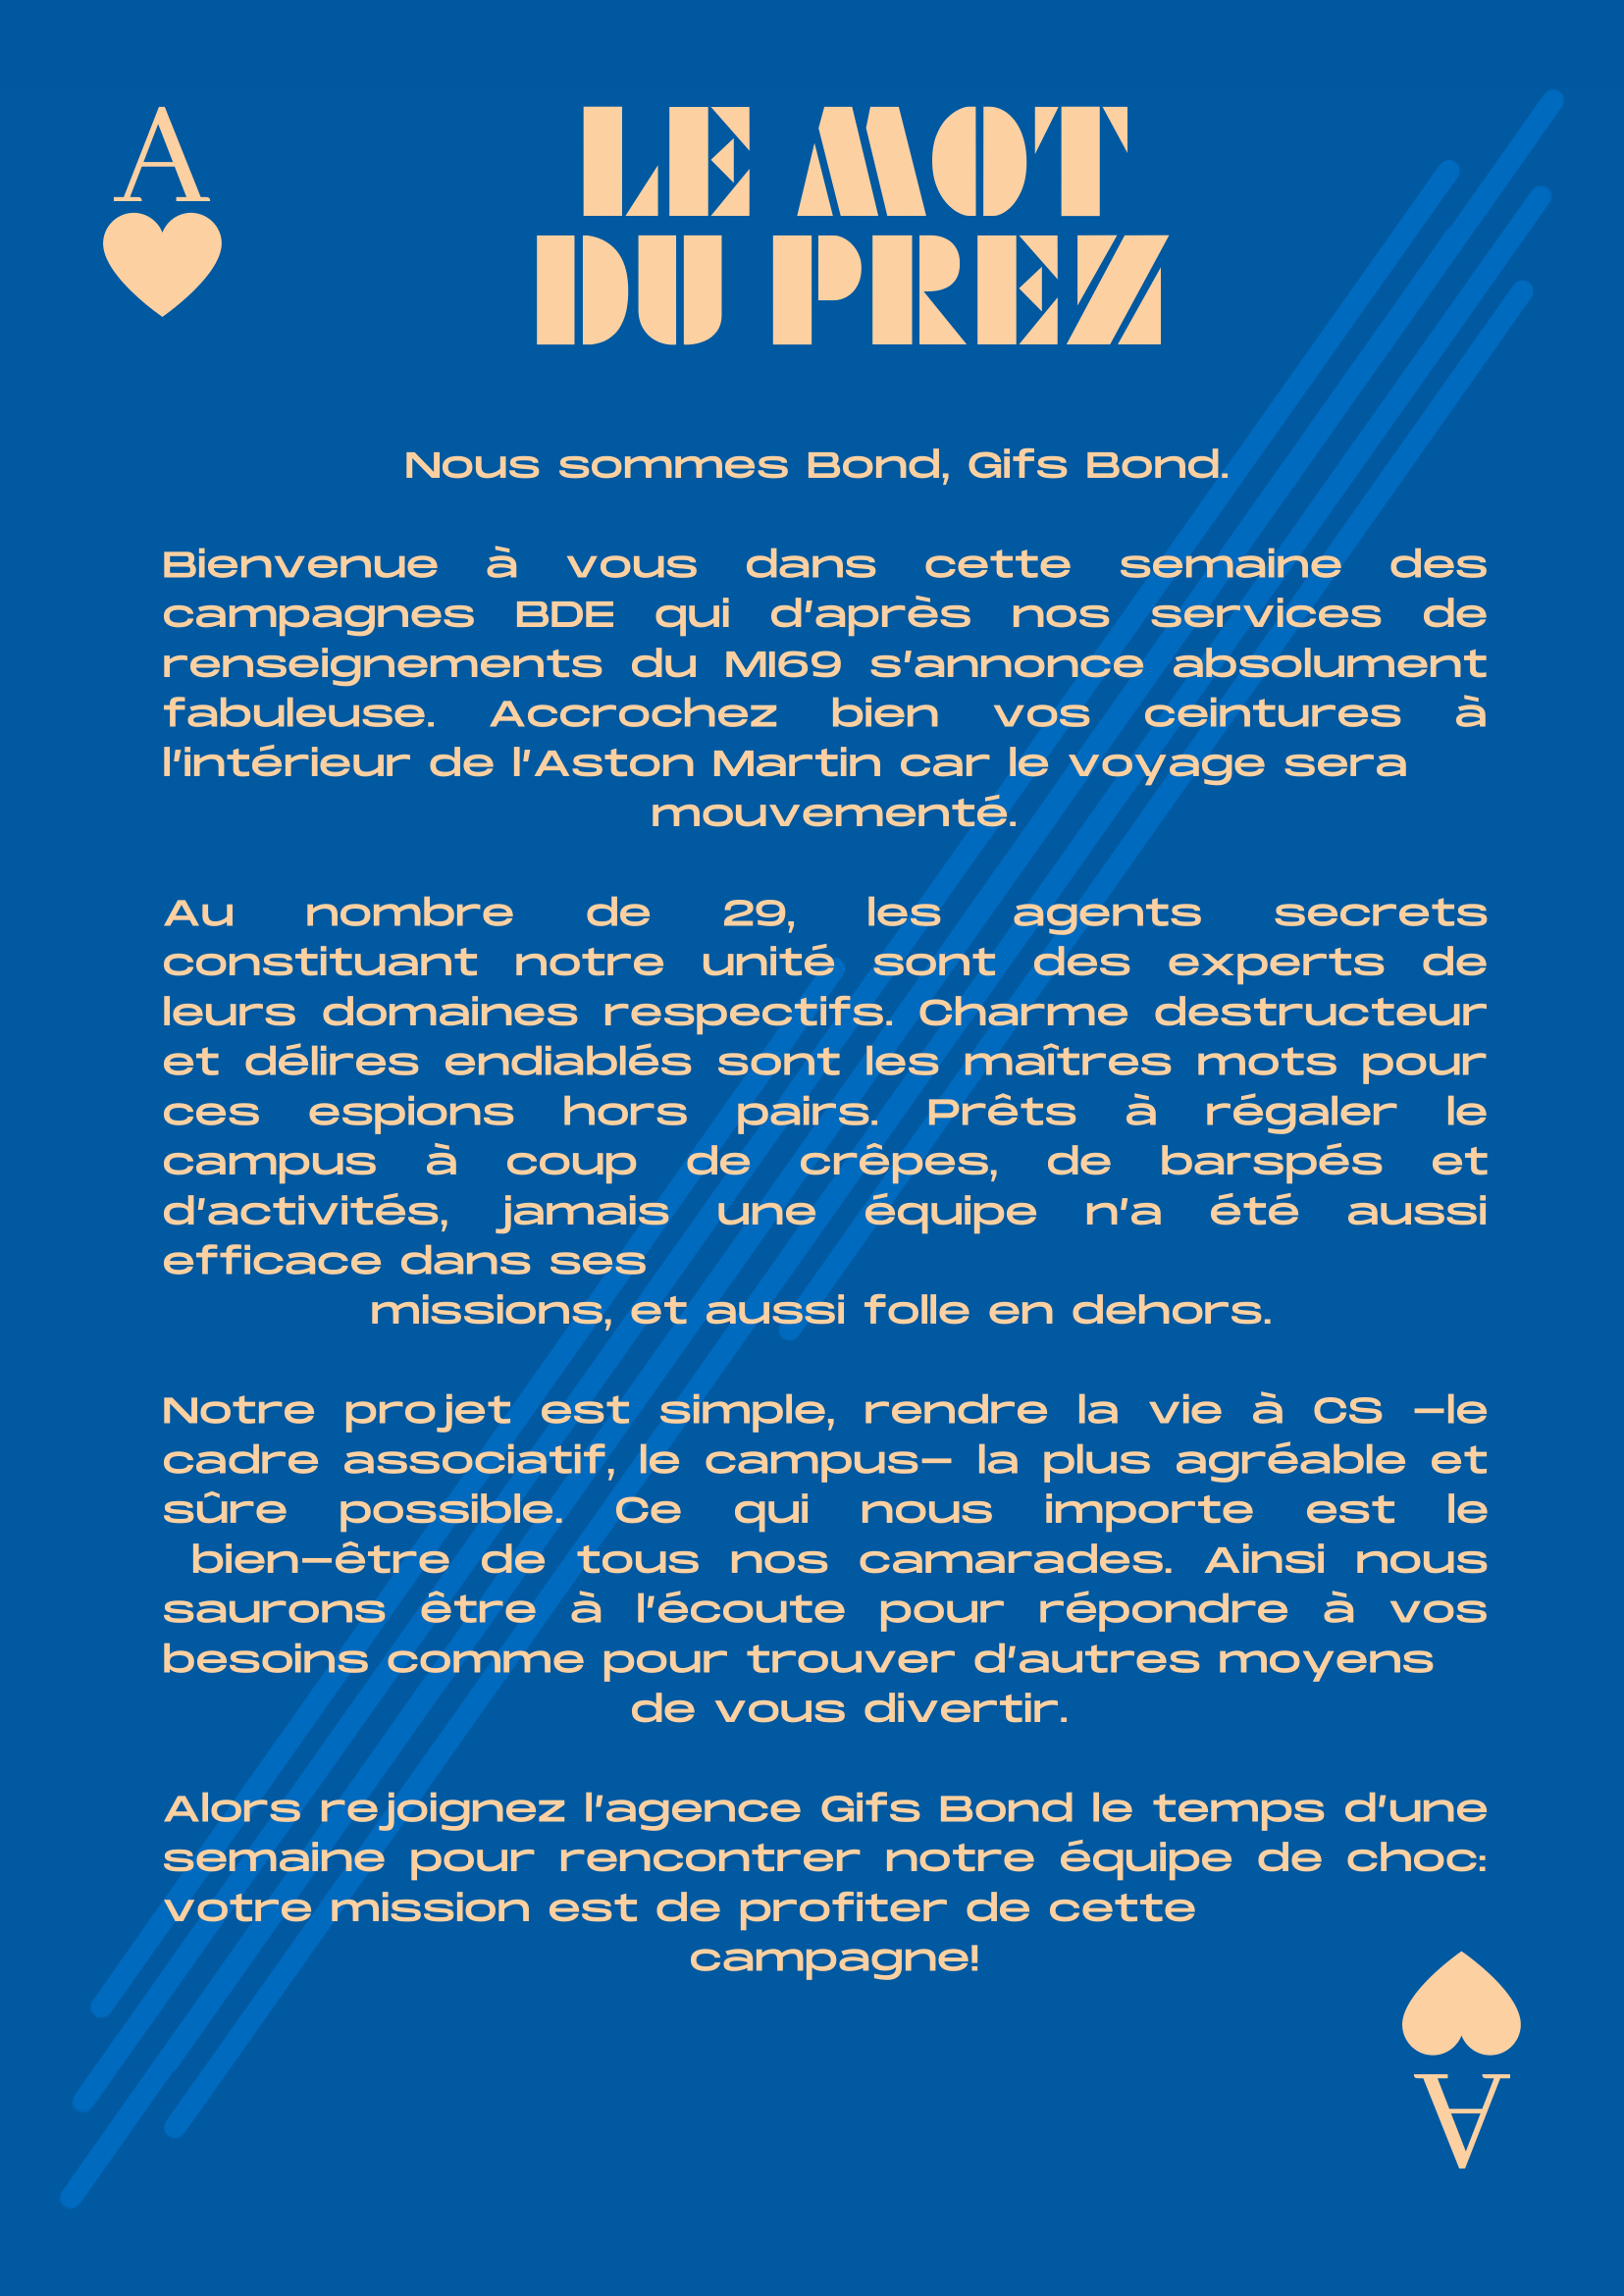 A
LE MOT
DU PREZ
Nous sommes Bond, Gifs Bond.
Bienvenue à vous dans cette semaine des
campagnes BDE qui d'après nos services de
renseignements du MI69 s'annonce absolument
fabuleuse. Accrochez bien vos ceintures à
l'intérieur de l'Aston Martin car le voyage sera
mouvementé.
Au nombre de 29, les agents secrets
constituant notre unité sont des experts de
leurs domaines respectifs. Charme destructeur
et délires endiablés sont les maîtres mots pour
ces espions hors pairs. Prêts à régaler le
campus à coup de crêpes, de barspés et
d'activités, jamais une équipe n'a été aussi
efficace dans ses
missions, et aussi folle en dehors.
Notre projet est simple, rendre la vie à CS –le
cadre associatif, le campus– la plus agréable et
sûre possible. Ce qui nous importe est le
bien–être de tous nos camarades. Ainsi nous
saurons être à l'écoute pour répondre à vos
besoins comme pour trouver d'autres moyens
de vous divertir.
Alors rejoignez l'agence Gifs Bond le temps d'une
semaine pour rencontrer notre équipe de choc:
votre mission est de profiter de cette
campagne!
A